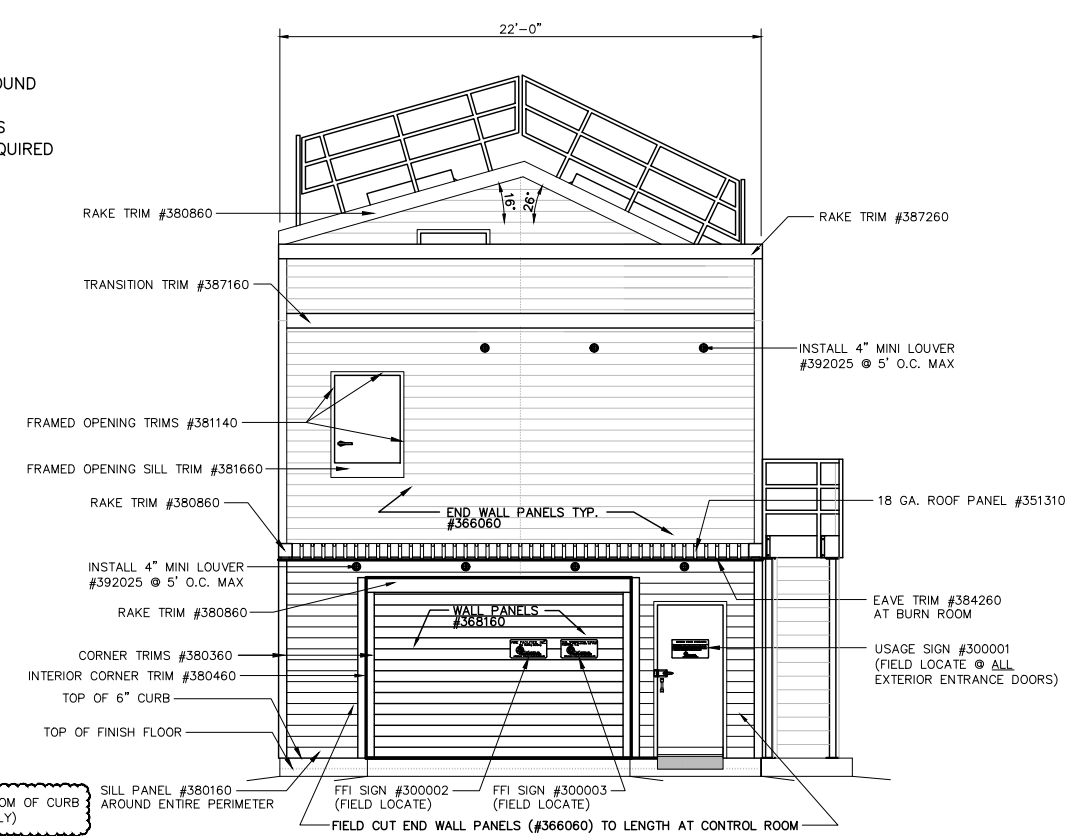 22'-0"
OUND
S
QUIRED
RAKE TRIM #380860
16°
26°
RAKE TRIM #387260
TRANSITION TRIM #387160
INSTALL 4" MINI LOUVER
#392025 @ 5' O.C. MAX
FRAMED OPENING TRIMS #381140
FRAMED OPENING SILL TRIM #381660
RAKE TRIM #380860
END WALL PANELS TYP.
#366060
18 GA. ROOF PANEL #351310
INSTALL 4" MINI LOUVER
#392025 @ 5' O.C. MAX
RAKE TRIM #380860
WALL PANELS
#368160
EAVE TRIM #384260
AT BURN ROOM
CORNER TRIMS #380360
INTERIOR CORNER TRIM #380460
USAGE SIGN #300001
(FIELD LOCATE @ ALL
EXTERIOR ENTRANCE DOORS)
TOP OF 6" CURB
TOP OF FINISH FLOOR
OM OF CURB
LY)
SILL PANEL #380160
AROUND ENTIRE PERIMETER
FFI SIGN #300002
(FIELD LOCATE)
FFI SIGN #300003
(FIELD LOCATE)
FIELD CUT END WALL PANELS (#366060) TO LENGTH AT CONTROL ROOM